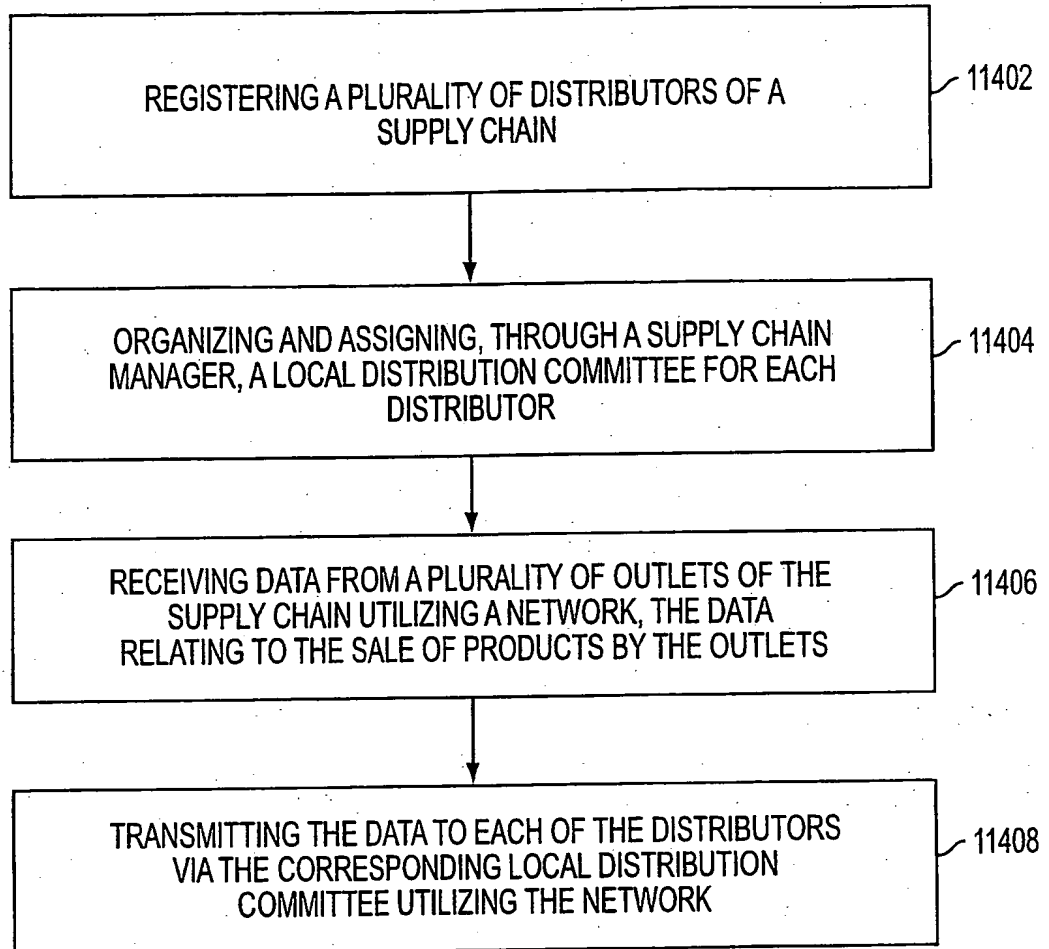 REGISTERING A PLURALITY OF DISTRIBUTORS OF A
SUPPLY CHAIN
11402
ORGANIZING AND ASSIGNING, THROUGH A SUPPLY CHAIN
MANAGER, A LOCAL DISTRIBUTION COMMITTEE FOR EACH
DISTRIBUTOR
11404
RECEIVING DATA FROM A PLURALITY OF OUTLETS OF THE
SUPPLY CHAIN UTILIZING A NETWORK, THE DATA
RELATING TO THE SALE OF PRODUCTS BY THE OUTLETS
11406
TRANSMITTING THE DATA TO EACH OF THE DISTRIBUTORS
VIA THE CORRESPONDING LOCAL DISTRIBUTION
COMMITTEE UTILIZING THE NETWORK
11408